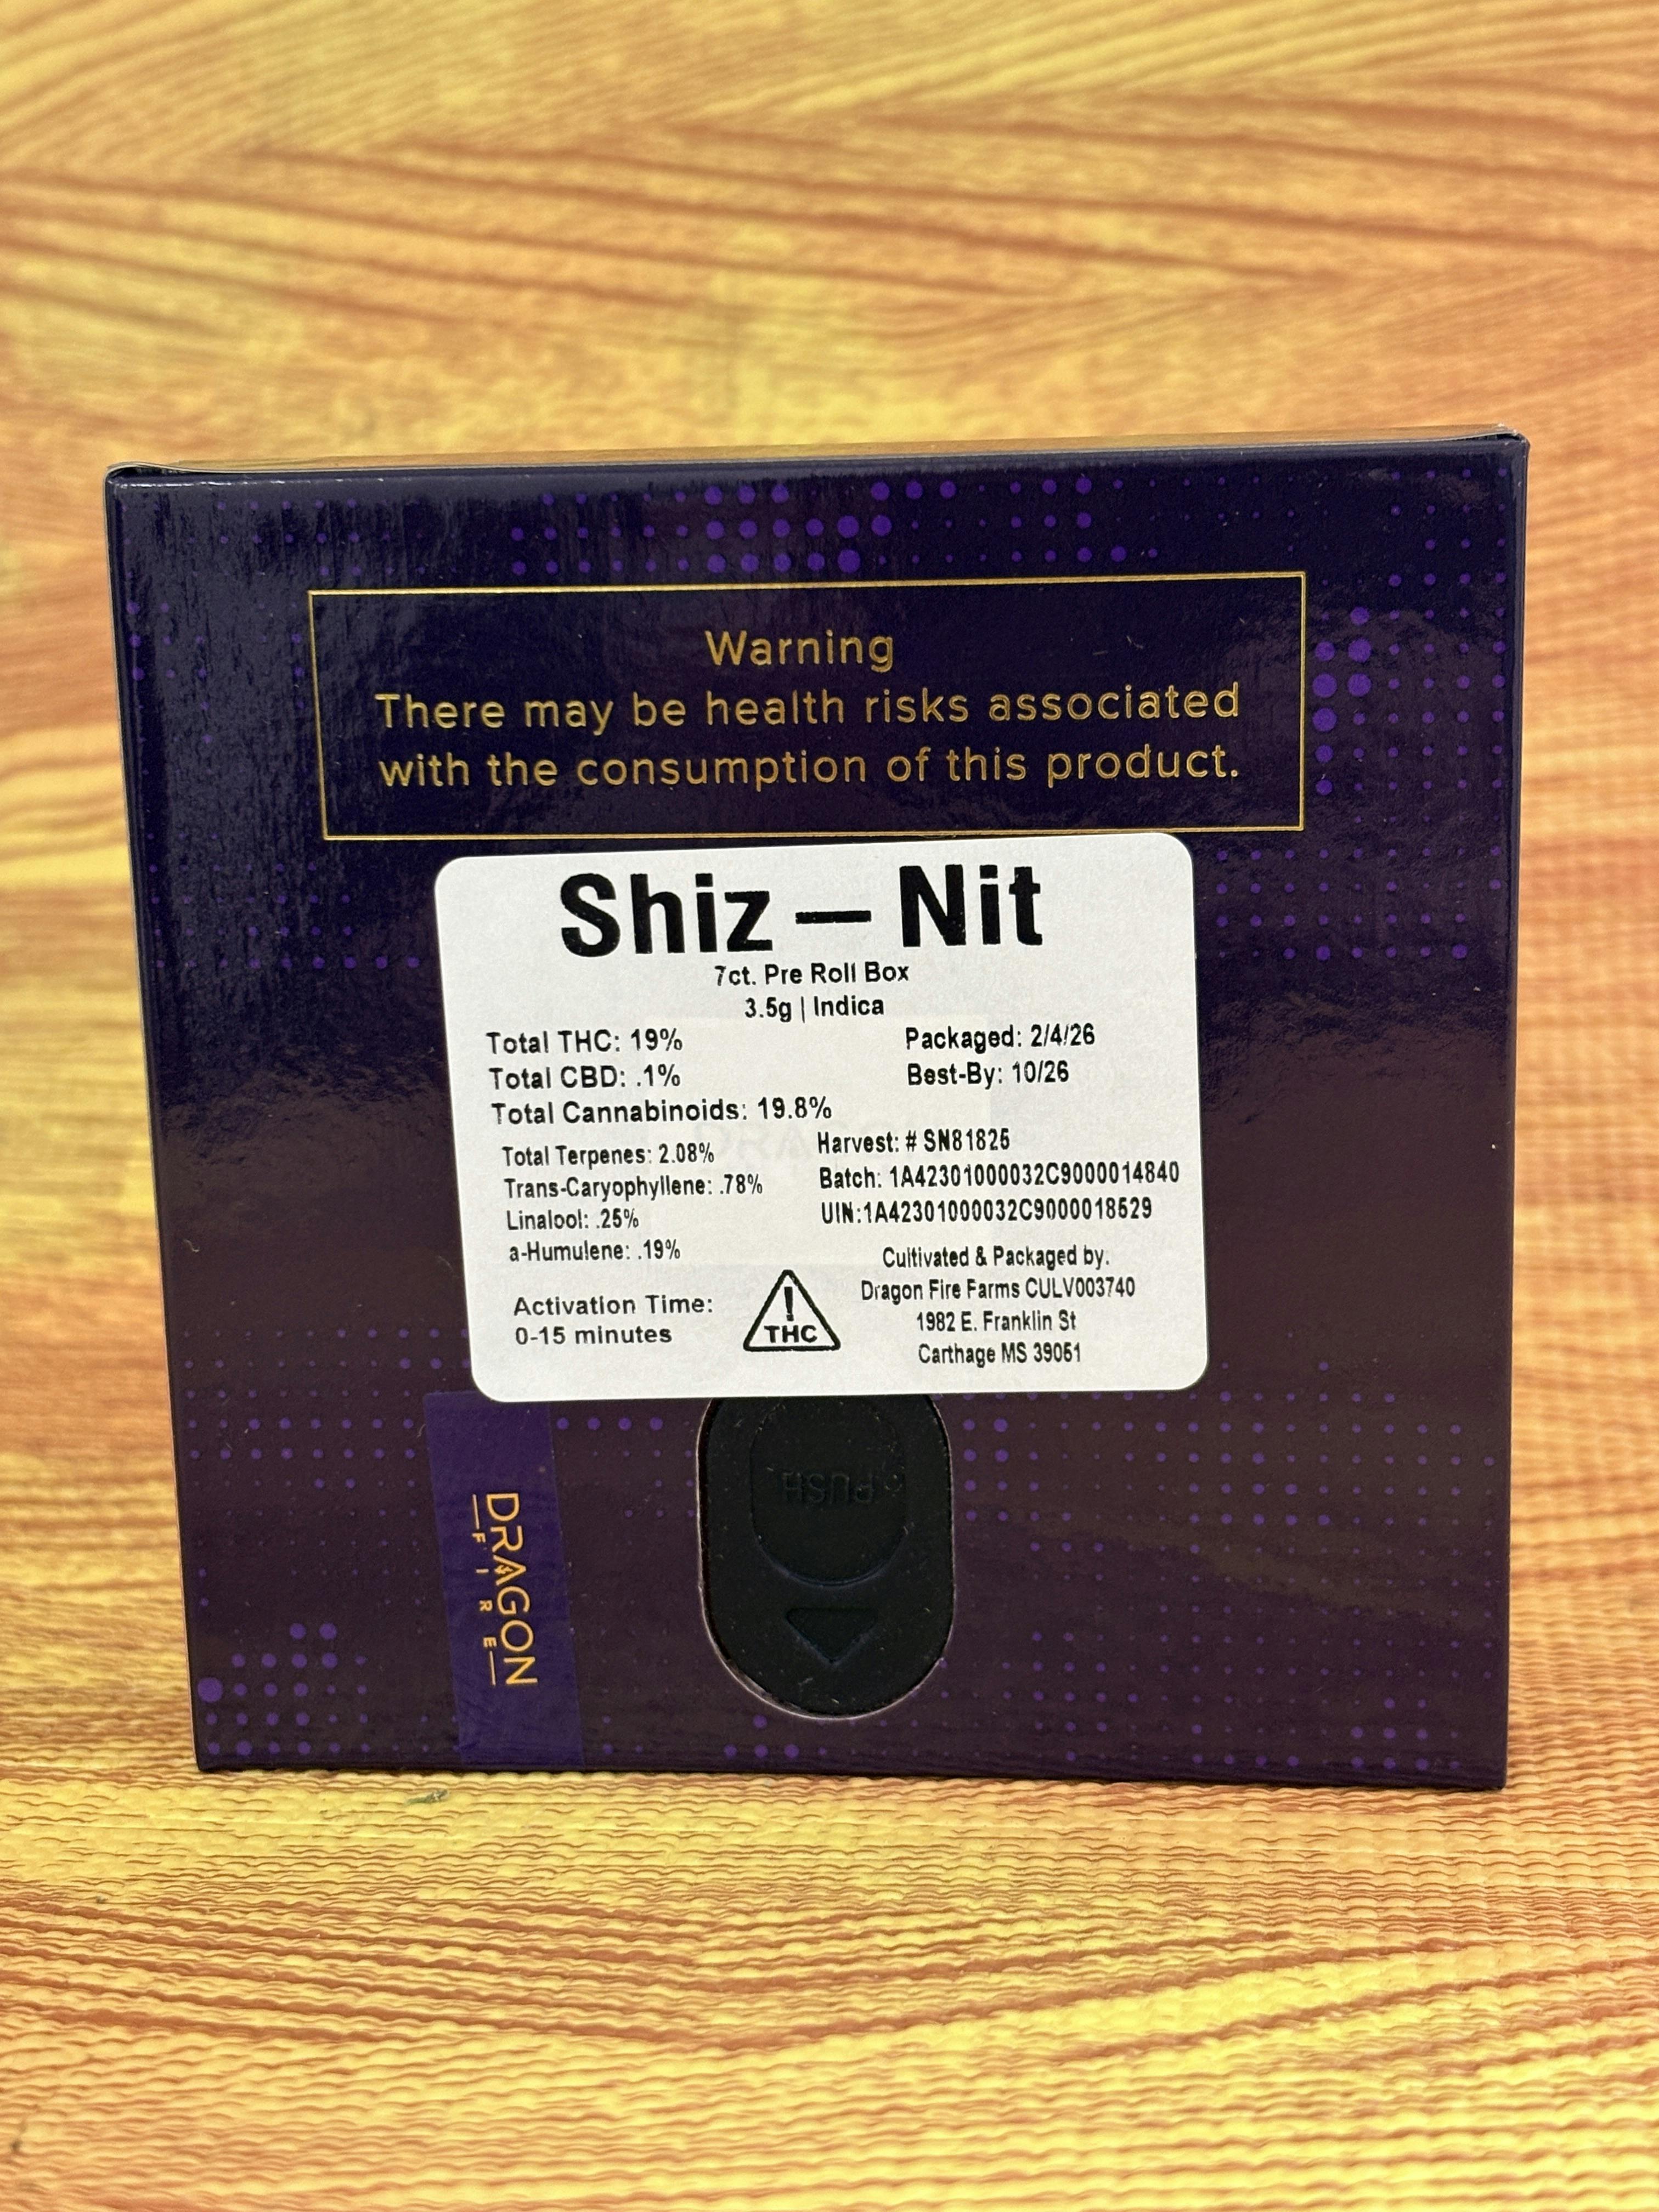 Warning
There may be health risks associated
with the consumption of this product.
Shiz – Nit
7ct. Pre Roll Box
3.5g | Indica
Total THC: 19%
Total CBD: .1%
Total Cannabinoids: 19.8%
Packaged: 2/4/26
Best-By: 10/26
Total Terpenes: 2.08%
Trans-Caryophyllene: .78%
Linalool: .25%
a-Humulene: .19%
Harvest: # SN81825
Batch: 1A42301000032C9000014840
UIN:1A42301000032C9000018529
Activation Time:
0-15 minutes
!
THC
Cultivated & Packaged by:
Dragon Fire Farms CULV003740
1982 E. Franklin St
Carthage MS 39051
PUSH
DRAGON
FIRE